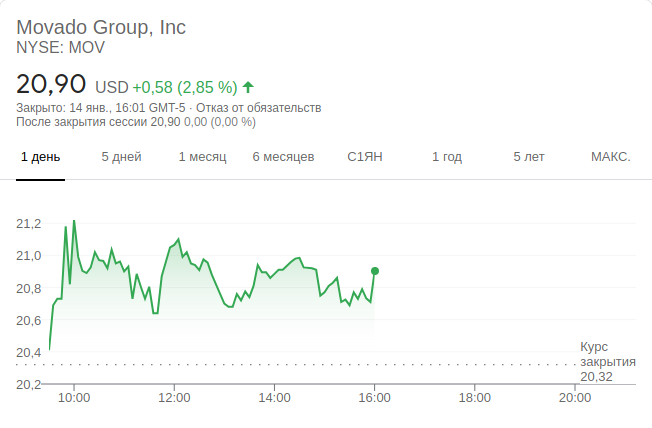 Movado Group, Inc
NYSE: MOV
20,90 USD +0,58 (2,85 %)
Закрыто: 14 янв., 16:01 GMT-5 · Отказ от обязательств
После закрытия сессии 20,90 0,00 (0,00 %)
1 день 5 дней 1 месяц 6 месяцев С1ЯН 1 год 5 лет МАКС.
21,2
21,0
20,8
20,6
20,4
Курс
закрытия
20,32
20,2
10:00 12:00 14:00 16:00 18:00 20:00